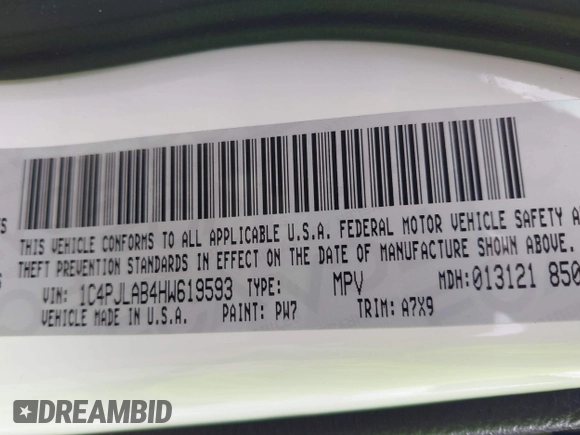 THIS VEHICLE CONFORMS TO ALL APPLICABLE U.S.A. FEDERAL MOTOR VEHICLE SAFETY
THEFT PREVENTION STANDARDS IN EFFECT ON THE DATE OF MANUFACTURE SHOWN ABOVE.
VIN: 1C4PJLAB4HW619593 TYPE: MPV MDH: 013121 850
VEHICLE MADE IN U.S.A. PAINT: PW7 TRIM: A7X9
DREAMBID